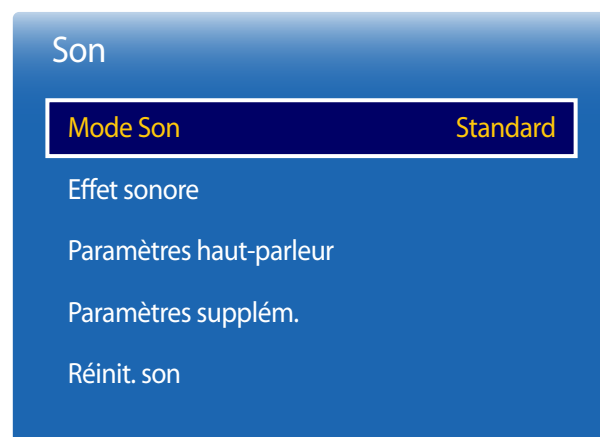 Son
Mode Son Standard
Effet sonore
Paramètres haut-parleur
Paramètres supplém.
Réinit. son